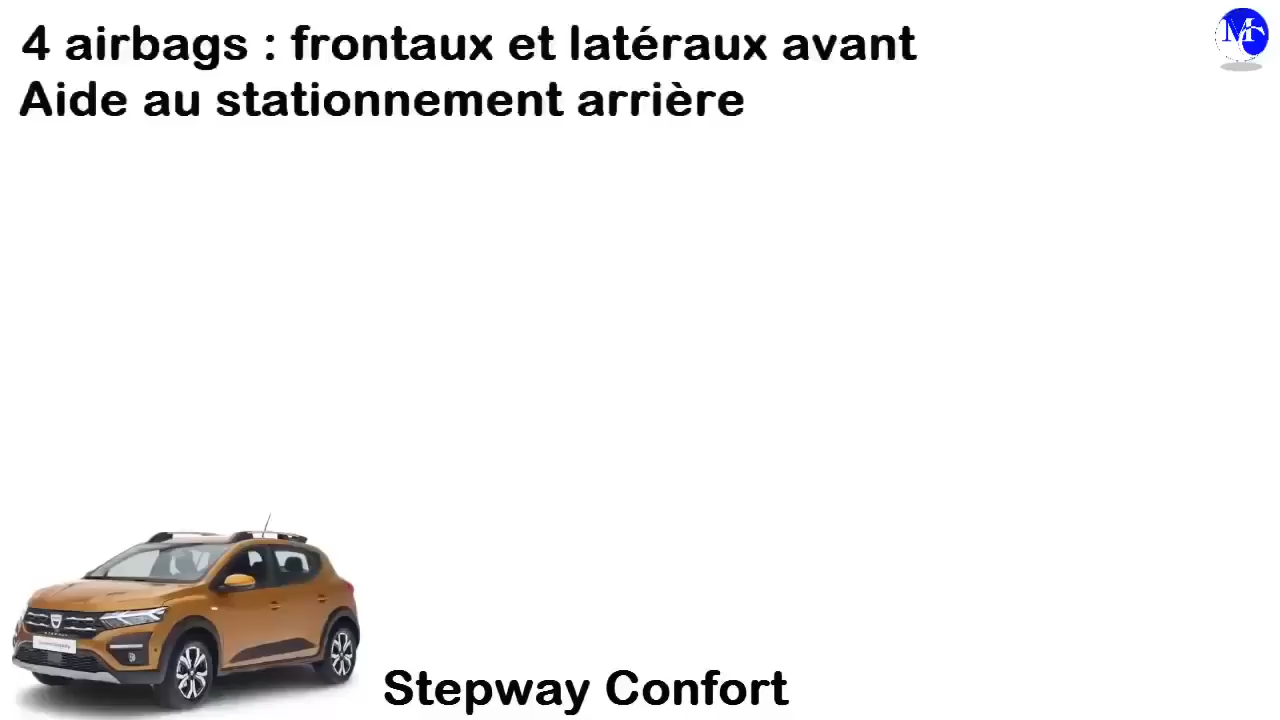 4 airbags : frontaux et latéraux avant
Aide au stationnement arrière
Stepway Confort